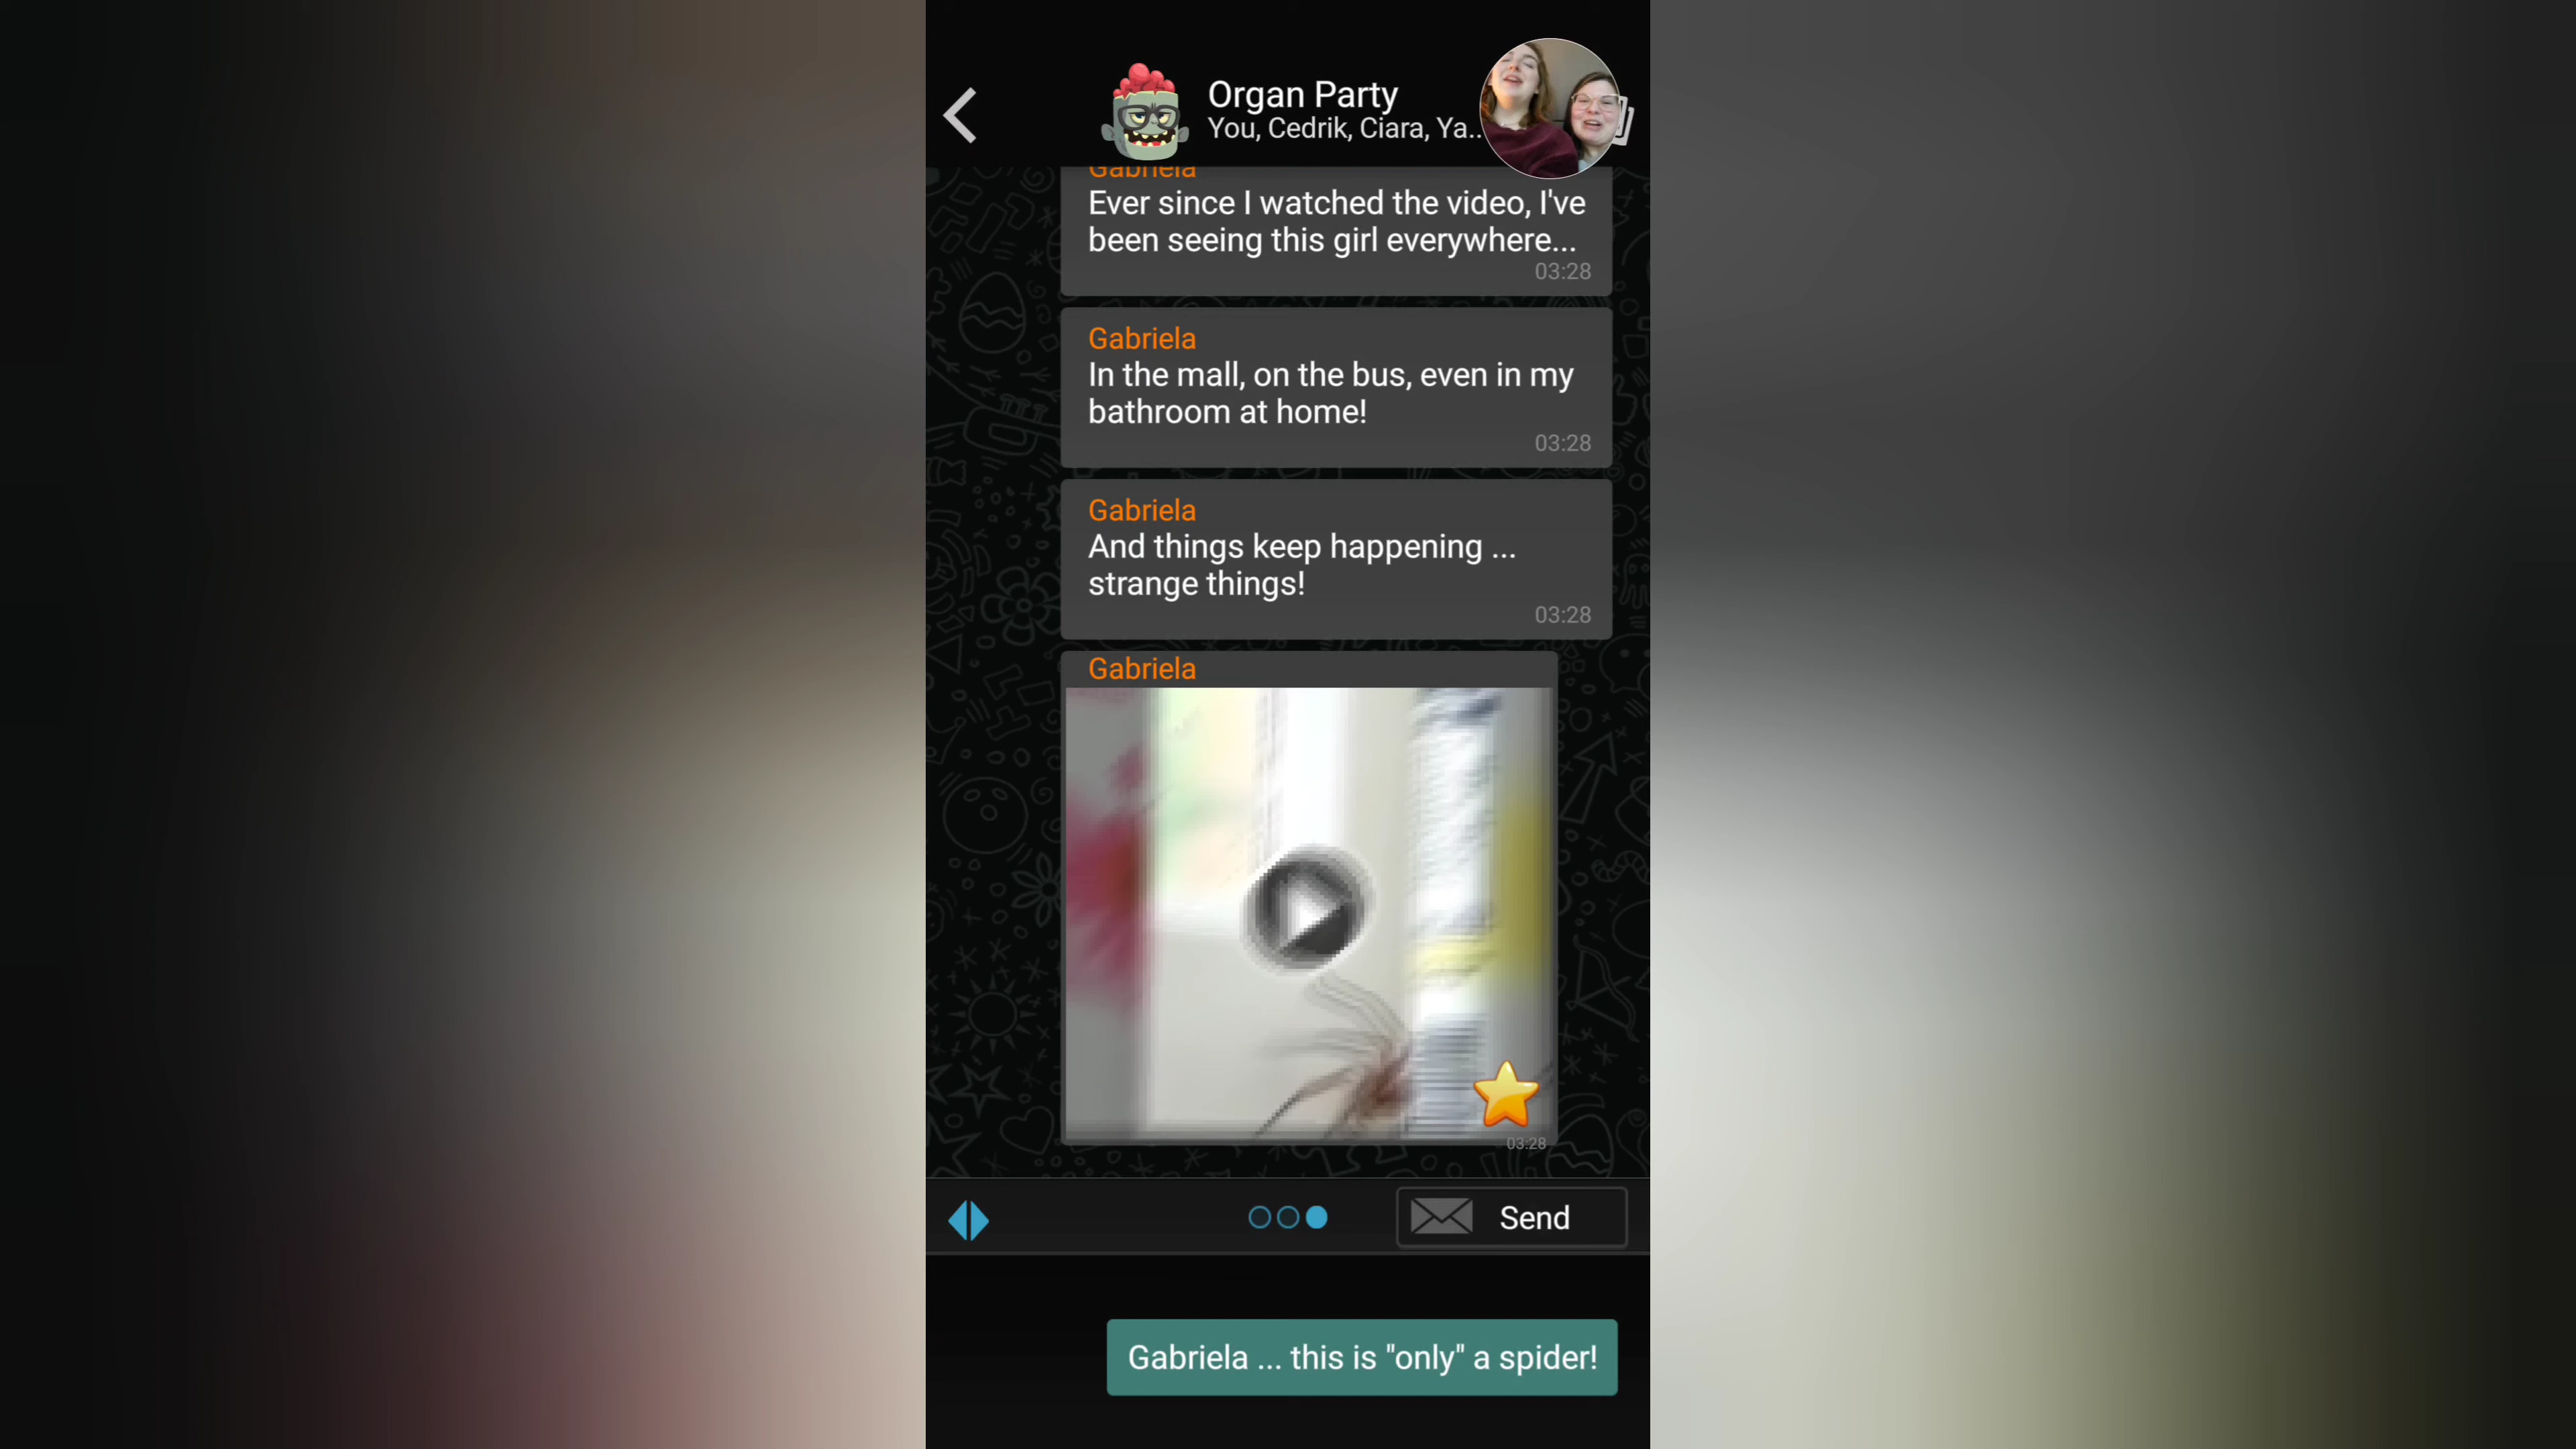 Organ Party
You, Cedrik, Ciara, Ya..
Gabriela
Ever since I watched the video, I've
been seeing this girl everywhere...
03:28
Gabriela
In the mall, on the bus, even in my
bathroom at home!
03:28
Gabriela
And things keep happening ...
strange things!
03:28
Gabriela
03:28
Send
Gabriela ... this is "only" a spider!